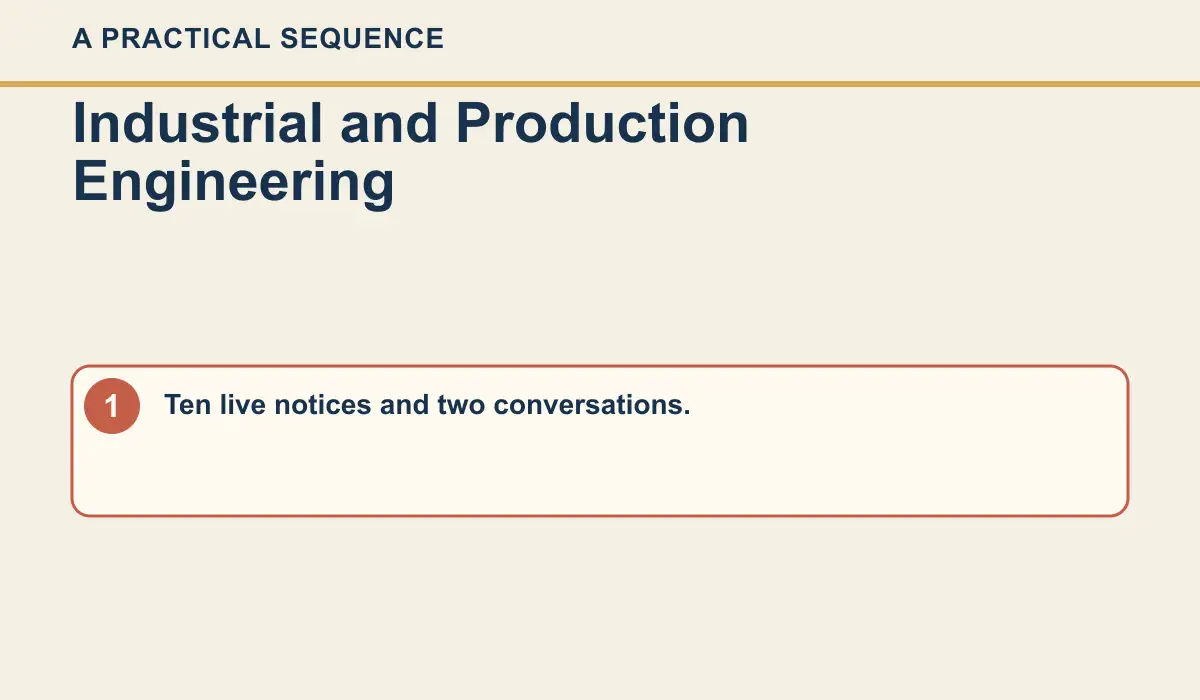 A PRACTICAL SEQUENCE
Industrial and Production
Engineering
1
Ten live notices and two conversations.